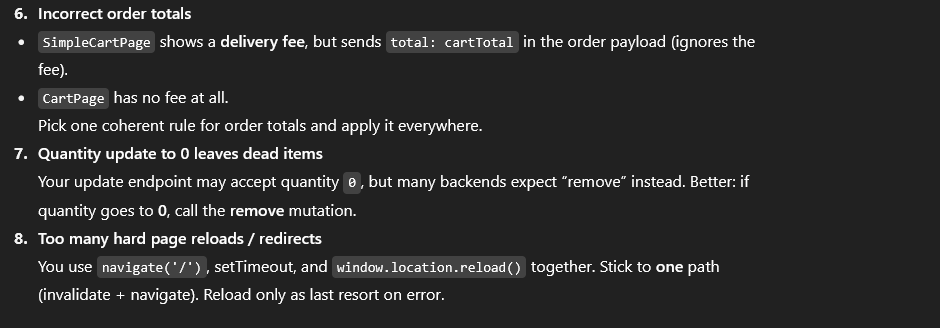 6. Incorrect order totals
• SimpleCartPage shows a delivery fee, but sends total: cartTotal in the order payload (ignores the
fee).
• CartPage has no fee at all.
Pick one coherent rule for order totals and apply it everywhere.
7. Quantity update to 0 leaves dead items
Your update endpoint may accept quantity 0, but many backends expect “remove” instead. Better: if
quantity goes to 0, call the remove mutation.
8. Too many hard page reloads / redirects
You use navigate('/'), setTimeout, and window.location.reload() together. Stick to one path
(invalidate + navigate). Reload only as last resort on error.